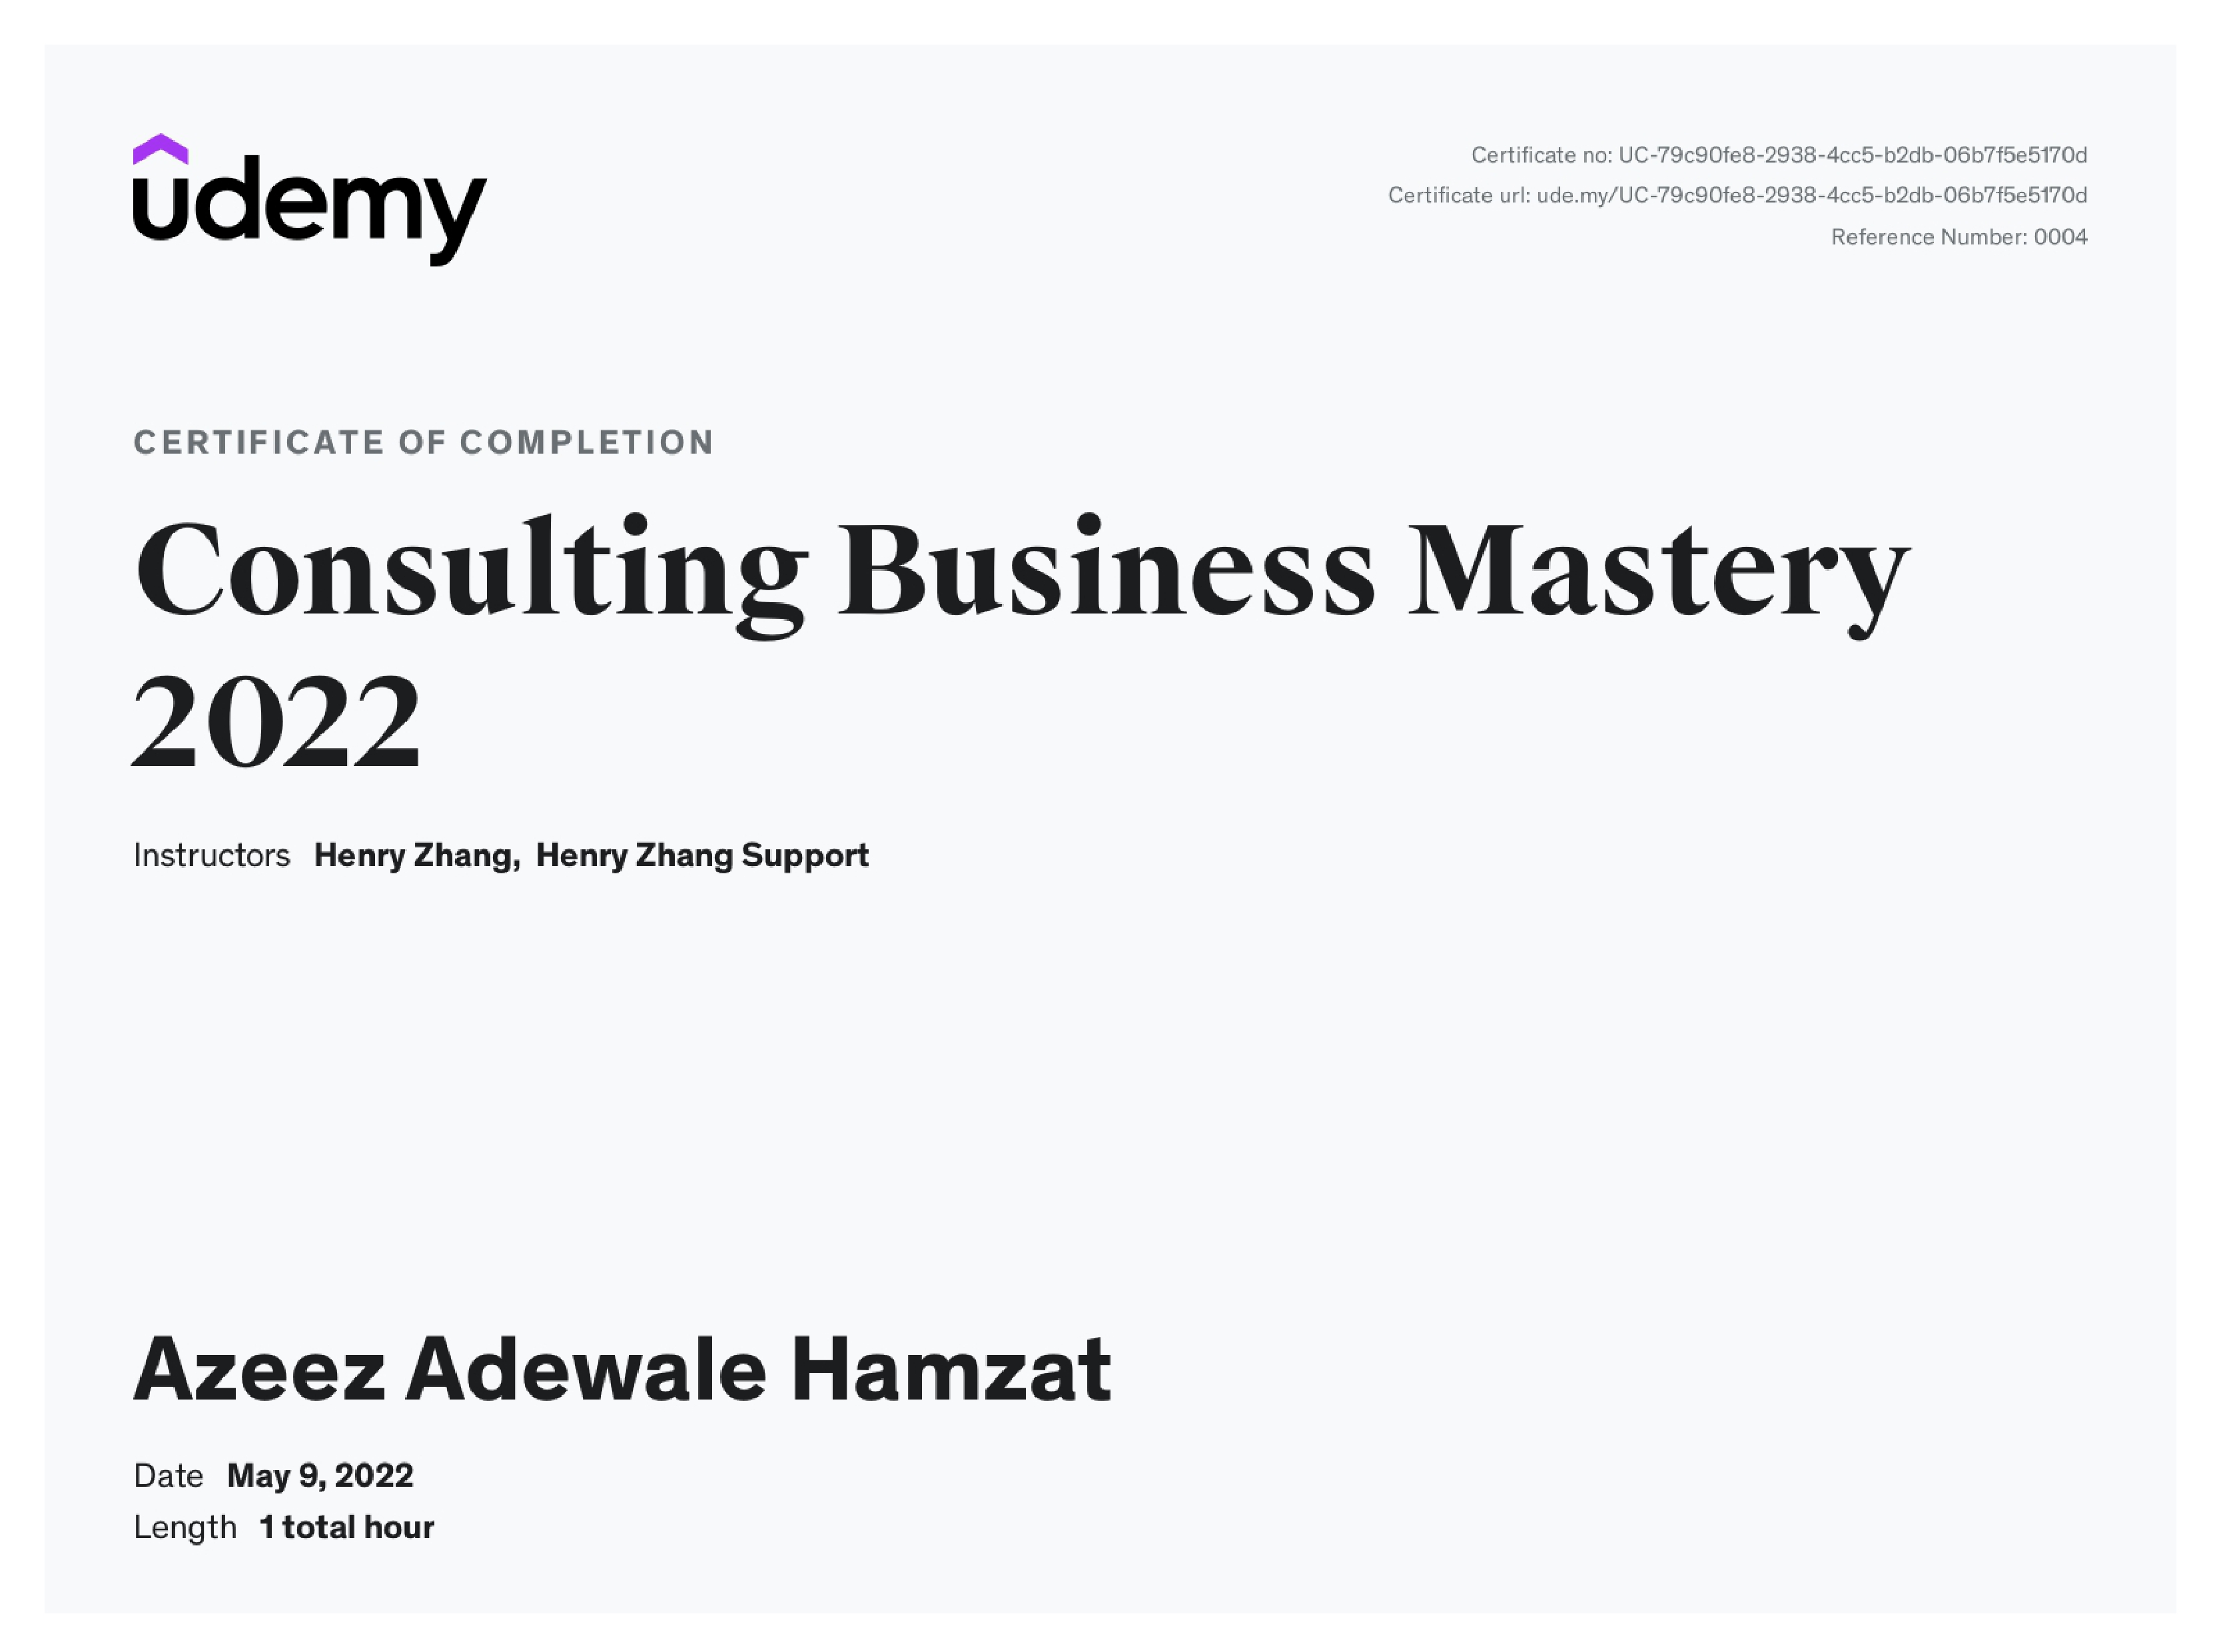 udemy
Certificate no: UC-79c90fe8-2938-4cc5-b2db-06b7f5e5170d
Certificate url: ude.my/UC-79c90fe8-2938-4cc5-b2db-06b7f5e5170d
Reference Number: 0004
CERTIFICATE OF COMPLETION
Consulting Business Mastery
2022
Instructors Henry Zhang, Henry Zhang Support
Azeez Adewale Hamzat
Date May 9, 2022
Length 1 total hour